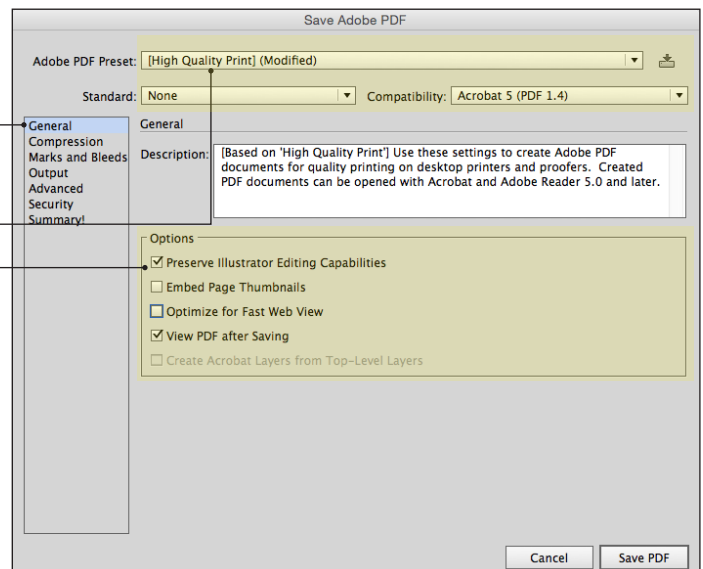 Save Adobe PDF
Adobe PDF Preset: [High Quality Print] (Modified)
Standard: None Compatibility: Acrobat 5 (PDF 1.4)
General
Compression
Marks and Bleeds
Output
Advanced
Security
Summary!
General
Description: [Based on 'High Quality Print'] Use these settings to create Adobe PDF
documents for quality printing on desktop printers and proofers. Created
PDF documents can be opened with Acrobat and Adobe Reader 5.0 and later.
Options
Preserve Illustrator Editing Capabilities
Embed Page Thumbnails
Optimize for Fast Web View
View PDF after Saving
Create Acrobat Layers from Top-Level Layers
Cancel Save PDF